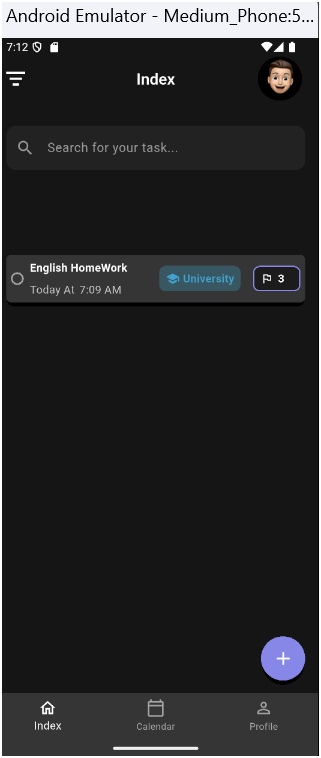 Android Emulator - Medium_Phone:5...
7:12
Index
Search for your task...
English HomeWork
Today At 7:09 AM
University
3
Index
Calendar
Profile